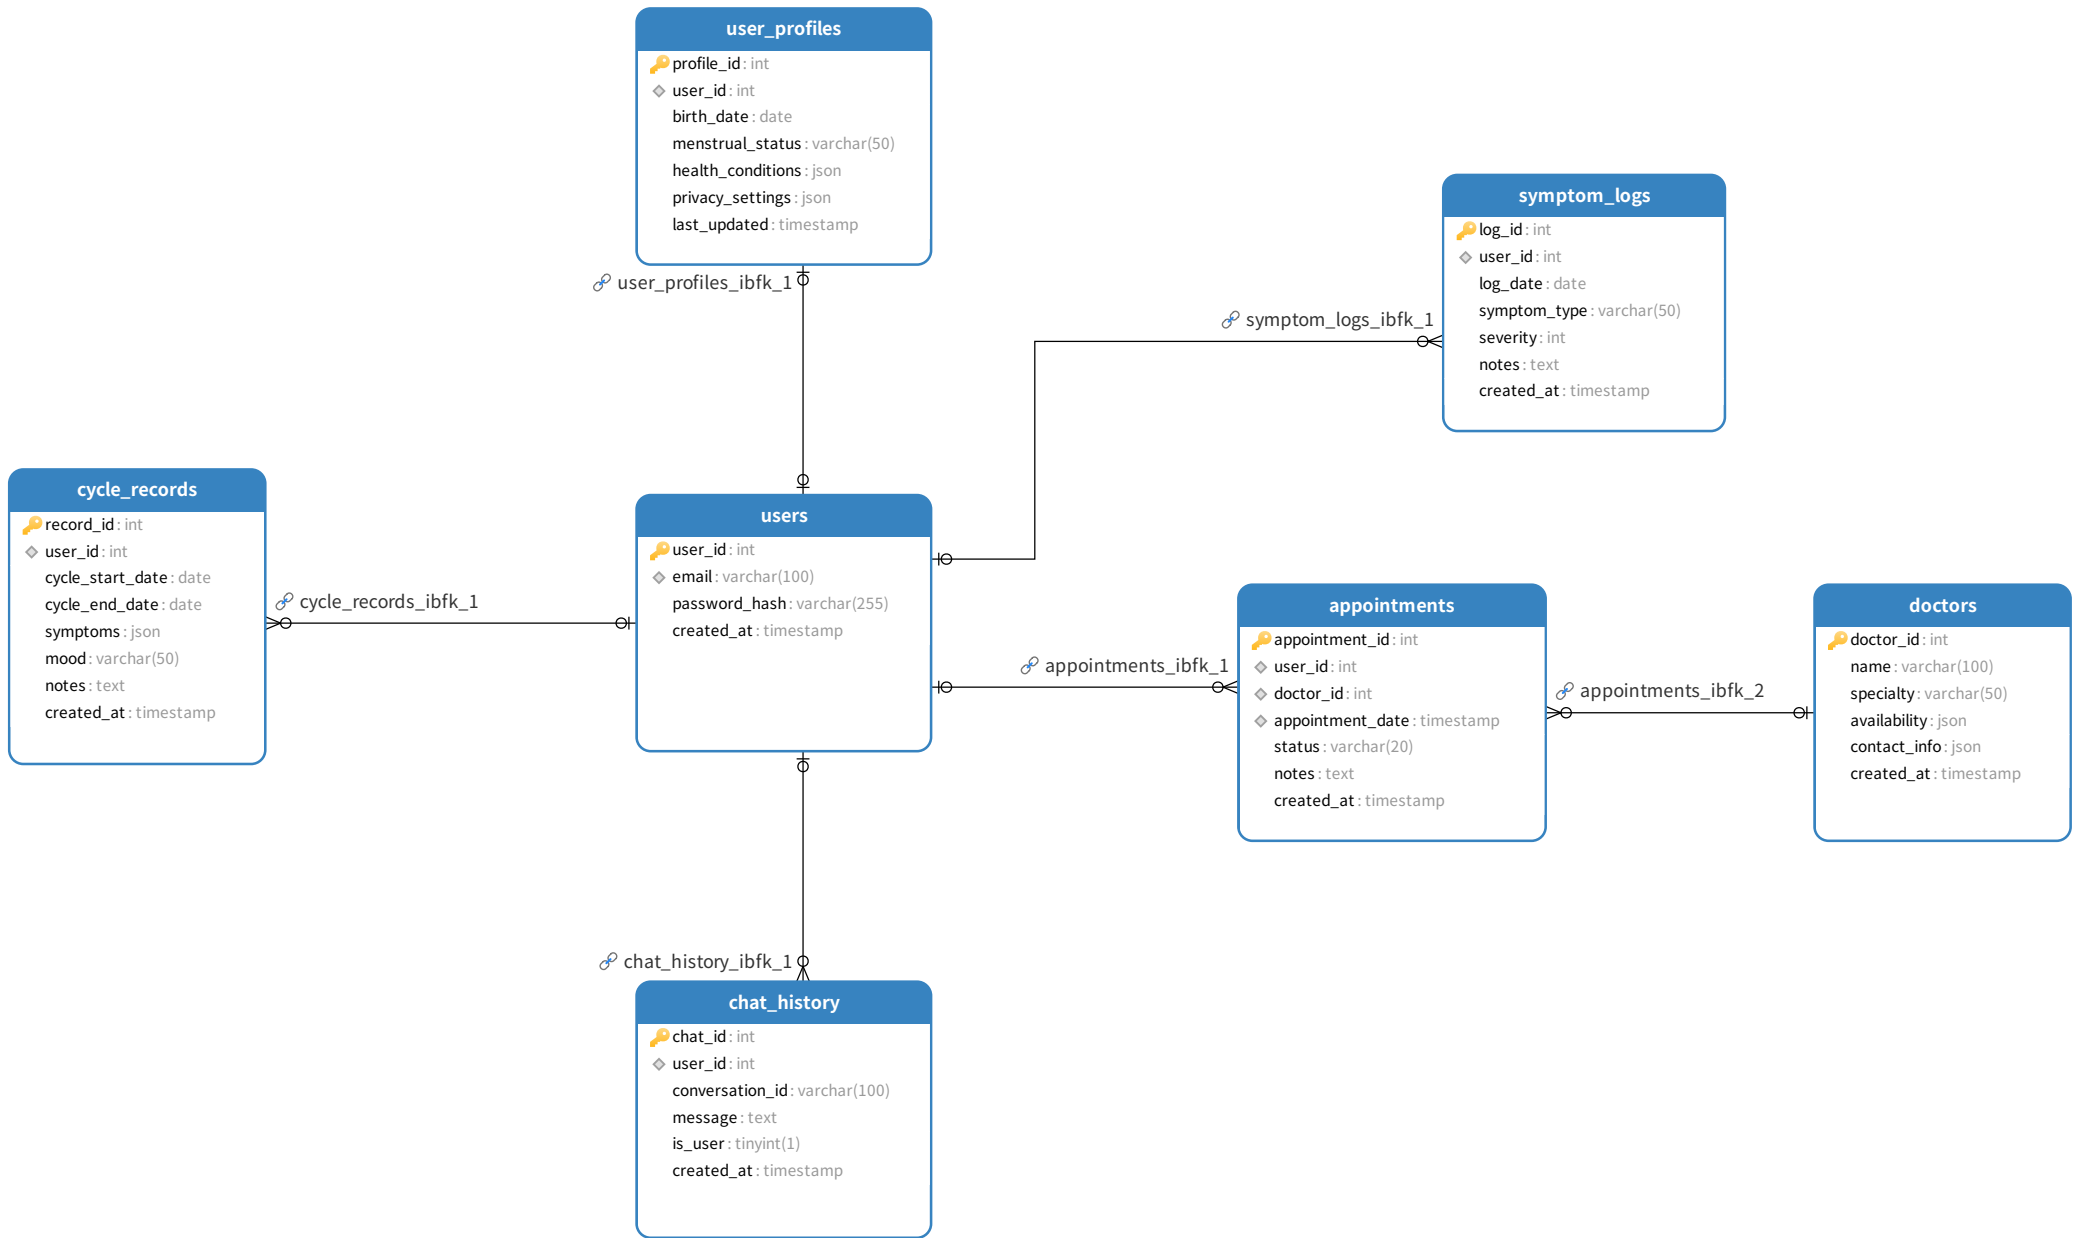 user_profiles
profile_id : int
user_id : int
birth_date : date
menstrual_status : varchar(50)
health_conditions : json
privacy_settings : json
last_updated : timestamp
user_profiles_ibfk_1
symptom_logs
log_id : int
user_id : int
log_date : date
symptom_type : varchar(50)
severity : int
notes : text
created_at : timestamp
symptom_logs_ibfk_1
cycle_records
record_id : int
user_id : int
cycle_start_date : date
cycle_end_date : date
symptoms : json
mood : varchar(50)
notes : text
created_at : timestamp
cycle_records_ibfk_1
users
user_id : int
email : varchar(100)
password_hash : varchar(255)
created_at : timestamp
appointments_ibfk_1
appointments
appointment_id : int
user_id : int
doctor_id : int
appointment_date : timestamp
status : varchar(20)
notes : text
created_at : timestamp
appointments_ibfk_2
doctors
doctor_id : int
name : varchar(100)
specialty : varchar(50)
availability : json
contact_info : json
created_at : timestamp
chat_history_ibfk_1
chat_history
chat_id : int
user_id : int
conversation_id : varchar(100)
message : text
is_user : tinyint(1)
created_at : timestamp